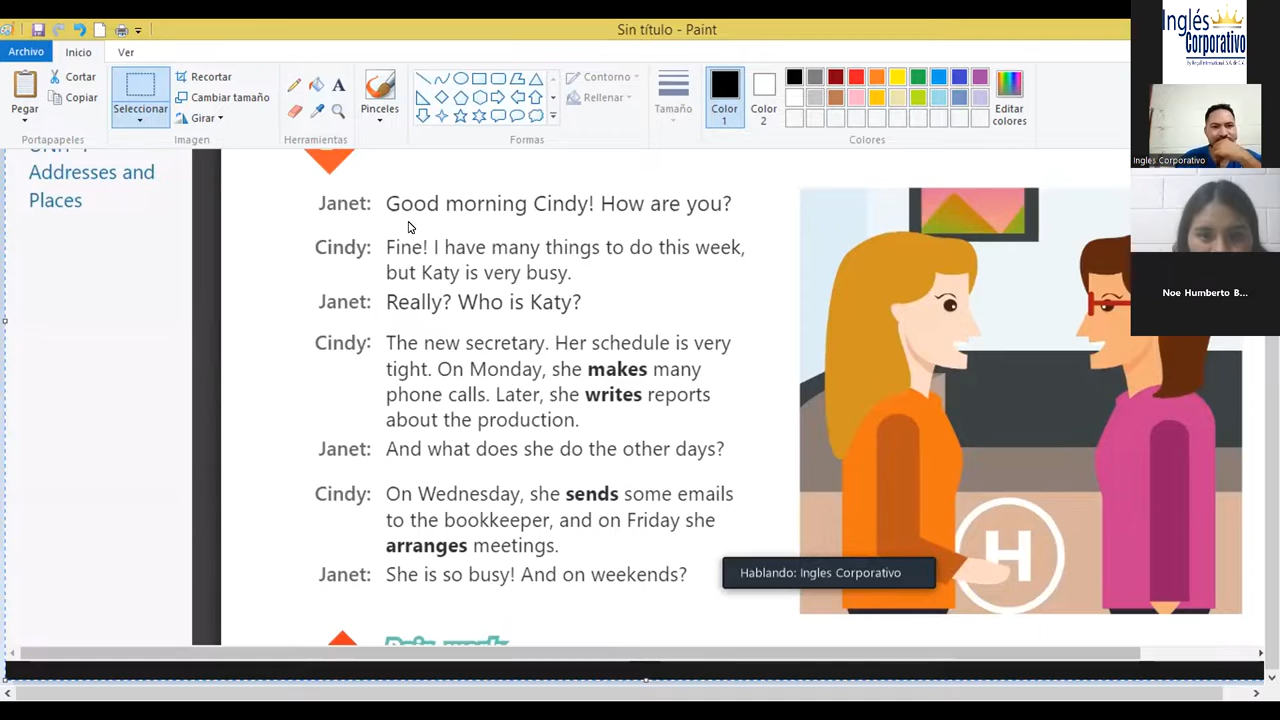 Sin título - Paint
Inglés
Corporativo
Archivo
Inicio
Ver
Pegar
Cortar
Copiar
Portapapeles
Seleccionar
Recortar
Cambiar tamaño
Girar
Imagen
A
Herramientas
Pinceles
Contorno
Rellenar
Formas
Tamaño
Color
1
Color
2
Editar
colores
Colores
Ingles Corporativo
Noe Humberto B...
Addresses and
Places
Janet: Good morning Cindy! How are you?
Cindy: Fine! I have many things to do this week,
but Katy is very busy.
Janet: Really? Who is Katy?
Cindy: The new secretary. Her schedule is very
tight. On Monday, she makes many
phone calls. Later, she writes reports
about the production.
Janet: And what does she do the other days?
Cindy: On Wednesday, she sends some emails
to the bookkeeper, and on Friday she
arranges meetings.
Janet: She is so busy! And on weekends?
H
Hablando: Ingles Corporativo